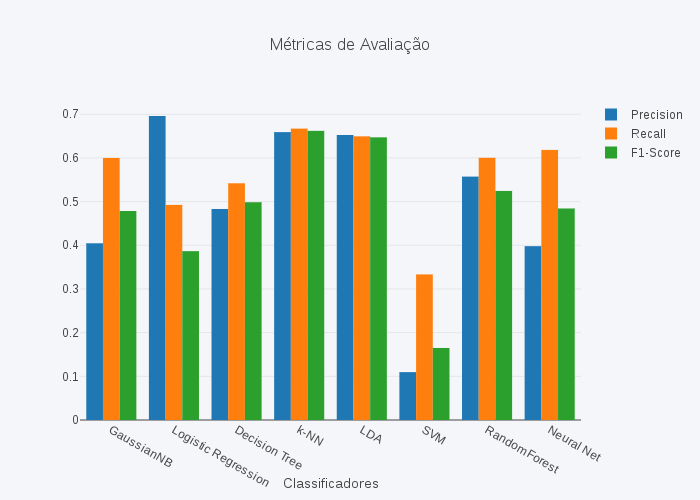 Métricas de Avaliação
Precision
Recall
F1-Score
0.7
0.6
0.5
0.4
0.3
0.2
0.1
0
GaussianNB
Logistic Regression
Decision Tree
k-NN
LDA
SVM
RandomForest
Neural Net
Classificadores